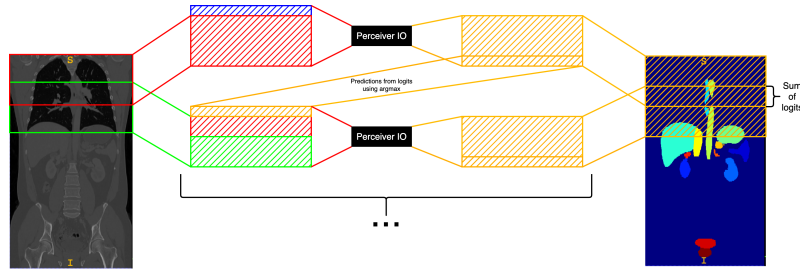 Perceiver IO
S
S
Predictions from logits
using argmax
Sum
of
logits
Perceiver IO
...
I
I